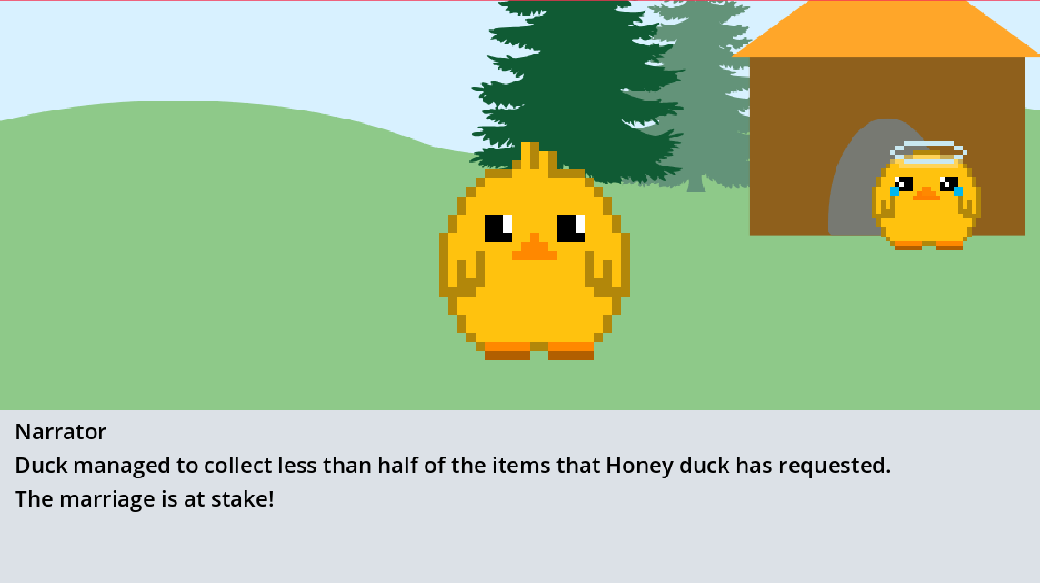 Narrator
Duck managed to collect less than half of the items that Honey duck has requested.
The marriage is at stake!